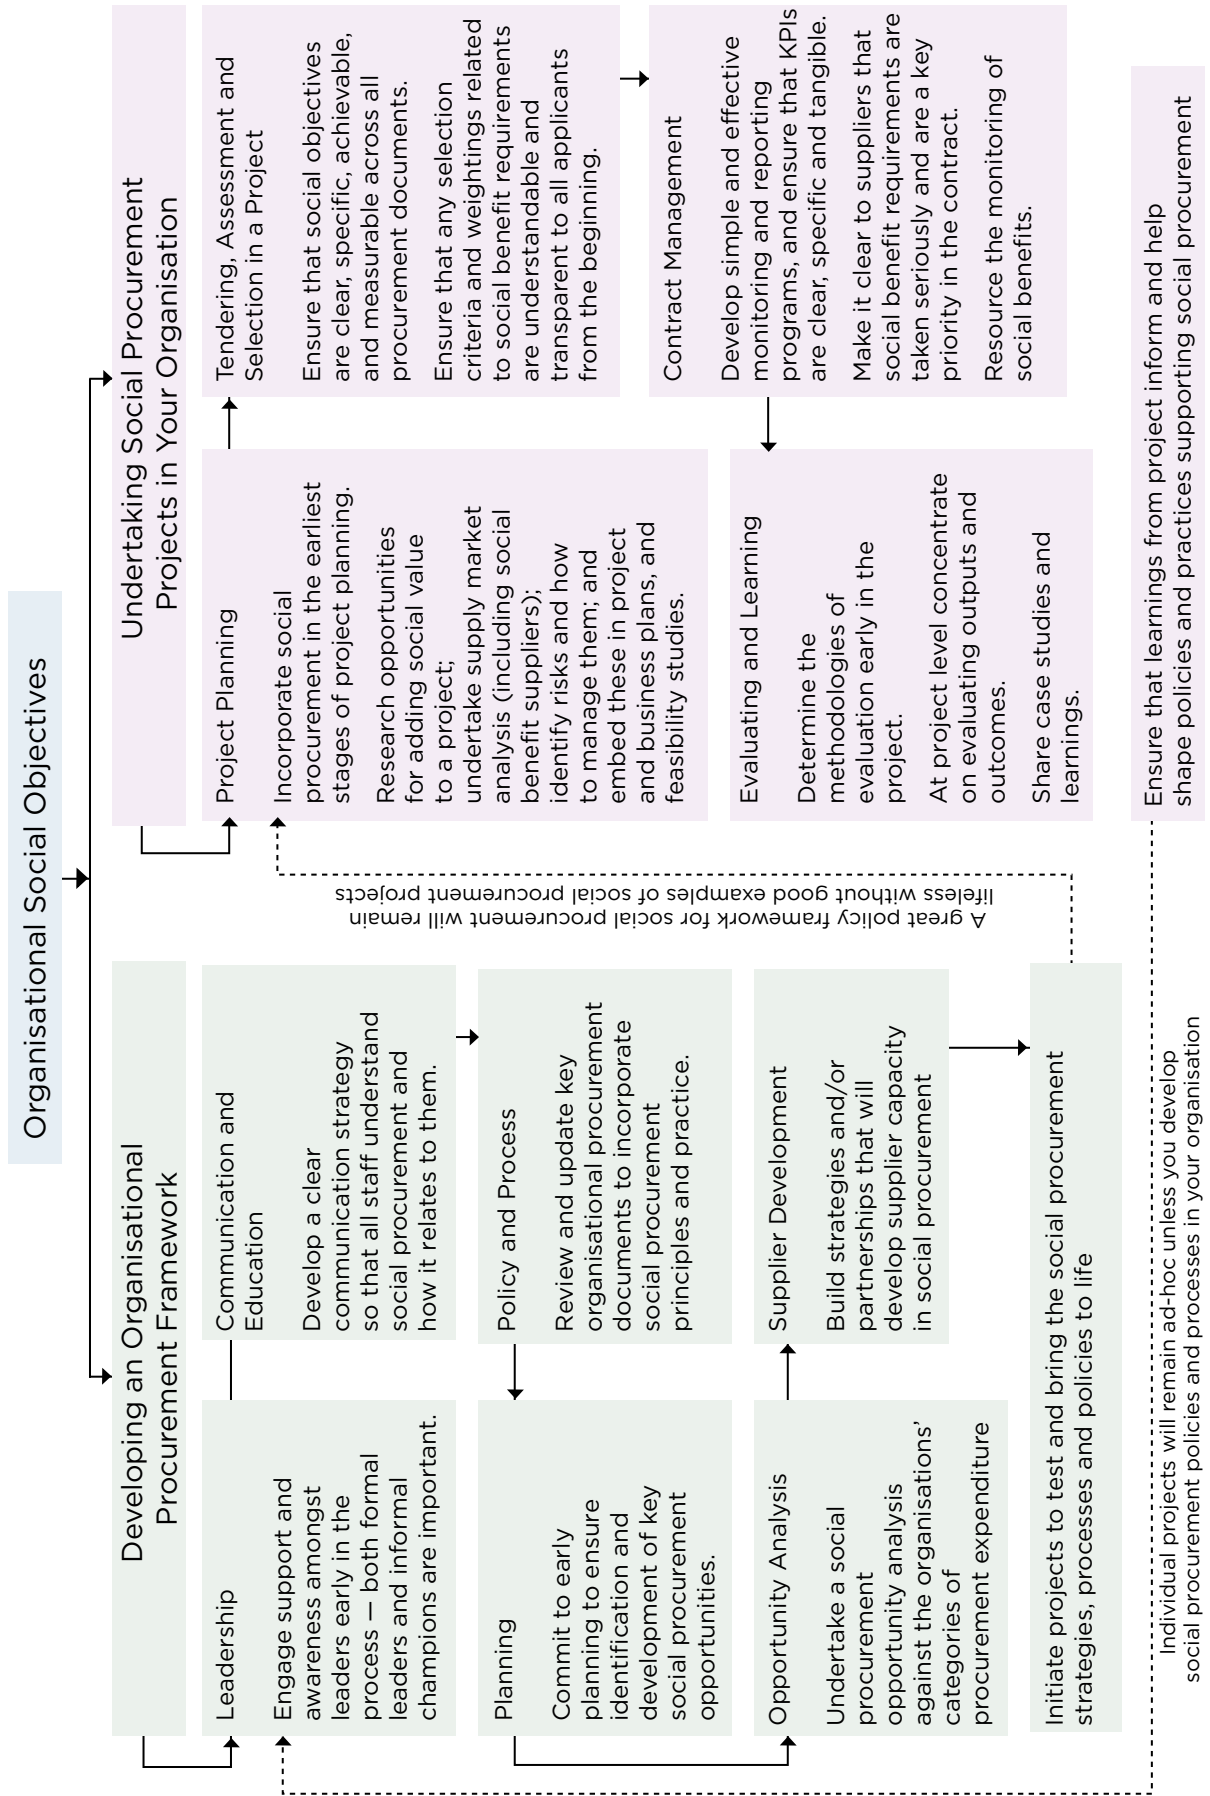 Organisational Social Objectives
Developing an Organisational
Procurement Framework
Leadership
Engage support and
awareness amongst
leaders early in the
process — both formal
leaders and informal
champions are important.
Communication and
Education
Develop a clear
communication strategy
so that all staff understand
social procurement and
how it relates to them.
Policy and Process
Review and update key
organisational procurement
documents to incorporate
social procurement
principles and practice.
Planning
Commit to early
planning to ensure
identification and
development of key
social procurement
opportunities.
Opportunity Analysis
Undertake a social
procurement
opportunity analysis
against the organisations’
categories of
procurement expenditure
Supplier Development
Build strategies and/or
partnerships that will
develop supplier capacity
in social procurement
Initiate projects to test and bring the social procurement
strategies, processes and policies to life
A great policy framework for social procurement will remain
lifeless without good examples of social procurement projects
Undertaking Social Procurement
Projects in Your Organisation
Project Planning
Incorporate social
procurement in the earliest
stages of project planning.
Research opportunities
for adding social value
to a project;
undertake supply market
analysis (including social
benefit suppliers);
identify risks and how
to manage them; and
embed these in project
and business plans, and
feasibility studies.
Tendering, Assessment and
Selection in a Project
Ensure that social objectives
are clear, specific, achievable,
and measurable across all
procurement documents.
Ensure that any selection
criteria and weightings related
to social benefit requirements
are understandable and
transparent to all applicants
from the beginning.
Contract Management
Develop simple and effective
monitoring and reporting
programs, and ensure that KPIs
are clear, specific and tangible.
Make it clear to suppliers that
social benefit requirements are
taken seriously and are a key
priority in the contract.
Resource the monitoring of
social benefits.
Evaluating and Learning
Determine the
methodologies of
evaluation early in the
project.
At project level concentrate
on evaluating outputs and
outcomes.
Share case studies and
learnings.
Ensure that learnings from project inform and help
shape policies and practices supporting social procurement
Individual projects will remain ad-hoc unless you develop
social procurement policies and processes in your organisation